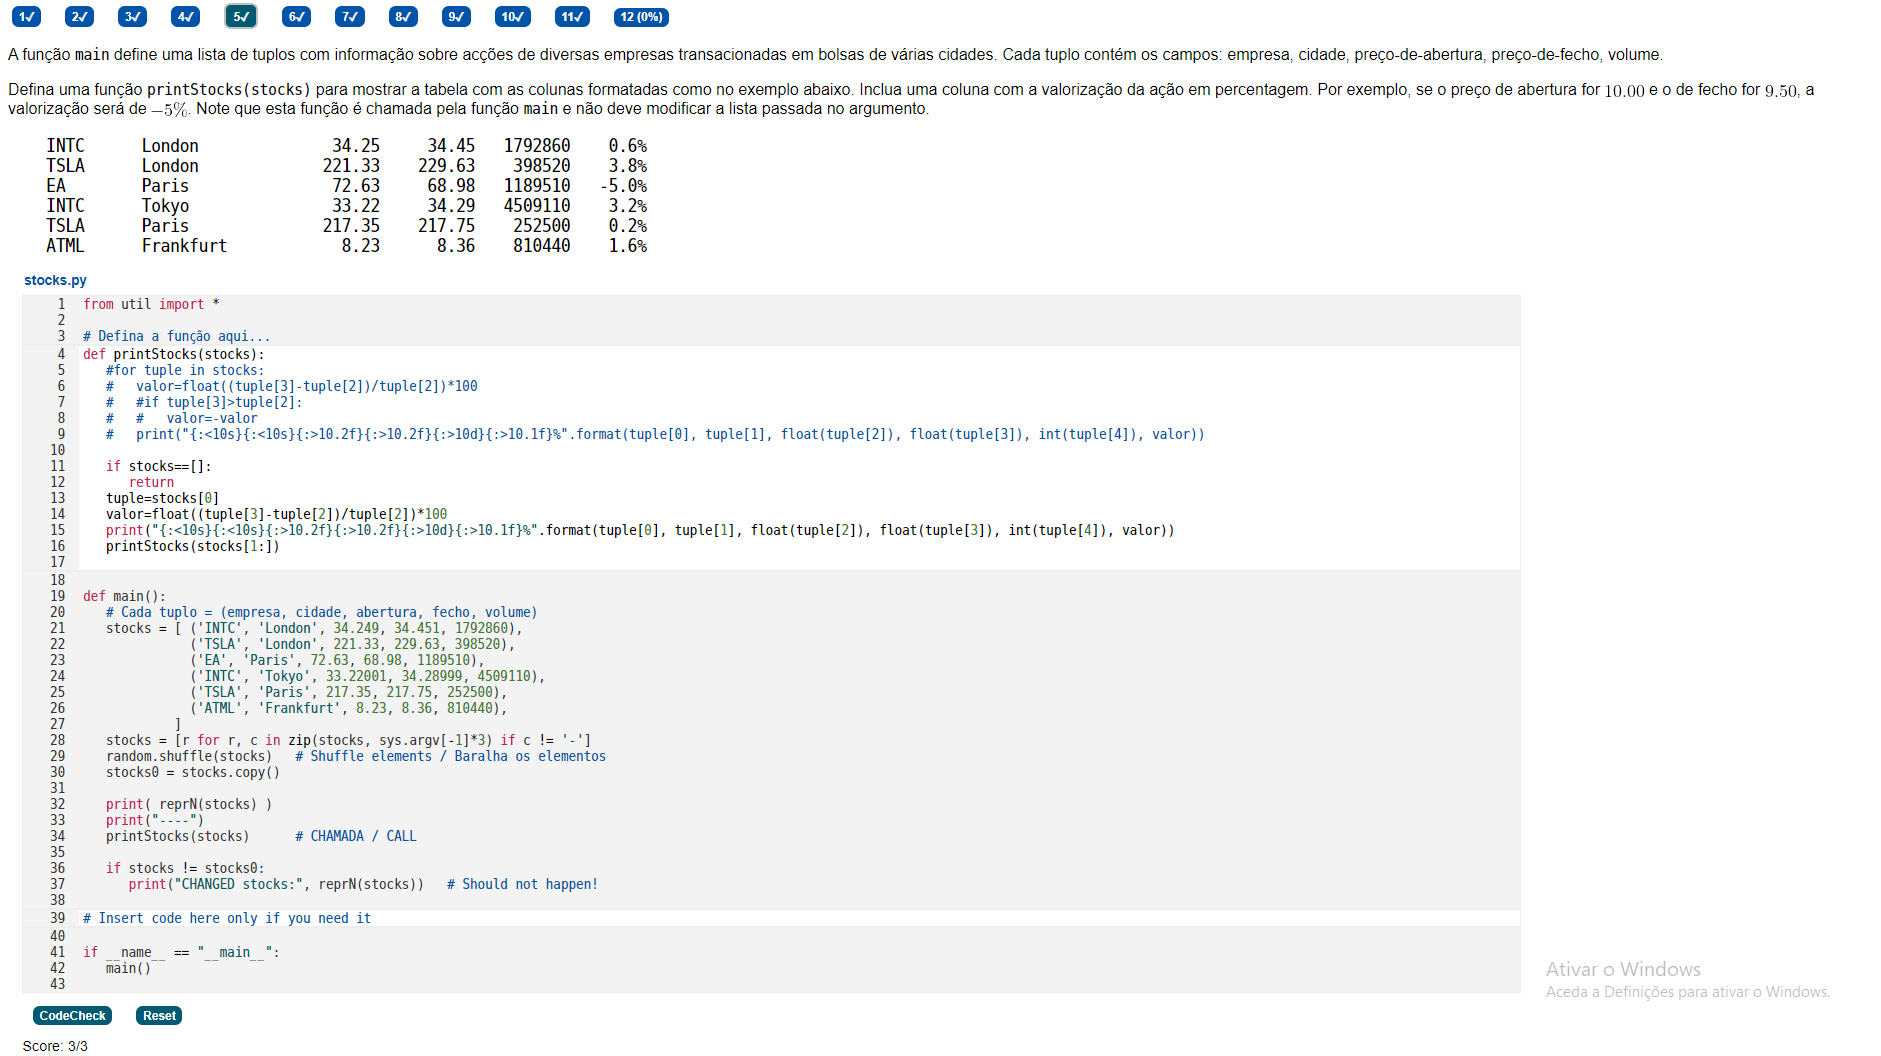 1✓ 2✓ 3✓ 4✓ 5✓ 6✓ 7✓ 8✓ 9✓ 10✓ 11✓ 12 (0%)
A função main define uma lista de tuplos com informação sobre acções de diversas empresas transacionadas em bolsas de várias cidades. Cada tuplo contém os campos: empresa, cidade, preço-de-abertura, preço-de-fecho, volume.
Defina uma função printStocks(stocks) para mostrar a tabela com as colunas formatadas como no exemplo abaixo. Inclua uma coluna com a valorização da ação em percentagem. Por exemplo, se o preço de abertura for 10.00 e o de fecho for 9.50, a
valorização será de −5%. Note que esta função é chamada pela função main e não deve modificar a lista passada no argumento.
INTC      London              34.25     34.45   1792860    0.6%
TSLA      London             221.33    229.63    398520    3.8%
EA        Paris               72.63     68.98   1189510   -5.0%
INTC      Tokyo               33.22     34.29   4509110    3.2%
TSLA      Paris              217.35    217.75    252500    0.2%
ATML      Frankfurt            8.23      8.36    810440    1.6%
stocks.py
1 from util import *
2
3 # Defina a função aqui...
4 def printStocks(stocks):
5    #for tuple in stocks:
6    #   valor=float((tuple[3]-tuple[2])/tuple[2])*100
7    #   #if tuple[3]>tuple[2]:
8    #   #   valor=-valor
9    #   print("{:<10s}{:<10s}{:>10.2f}{:>10.2f}{:>10d}{:>10.1f}%".format(tuple[0], tuple[1], float(tuple[2]), float(tuple[3]), int(tuple[4]), valor))
10
11    if stocks==[]:
12       return
13    tuple=stocks[0]
14    valor=float((tuple[3]-tuple[2])/tuple[2])*100
15    print("{:<10s}{:<10s}{:>10.2f}{:>10.2f}{:>10d}{:>10.1f}%".format(tuple[0], tuple[1], float(tuple[2]), float(tuple[3]), int(tuple[4]), valor))
16    printStocks(stocks[1:])
17
18
19 def main():
20    # Cada tuplo = (empresa, cidade, abertura, fecho, volume)
21    stocks = [ ('INTC', 'London', 34.249, 34.451, 1792860),
22               ('TSLA', 'London', 221.33, 229.63, 398520),
23               ('EA', 'Paris', 72.63, 68.98, 1189510),
24               ('INTC', 'Tokyo', 33.22001, 34.28999, 4509110),
25               ('TSLA', 'Paris', 217.35, 217.75, 252500),
26               ('ATML', 'Frankfurt', 8.23, 8.36, 810440),
27             ]
28    stocks = [r for r, c in zip(stocks, sys.argv[-1]*3) if c != '-']
29    random.shuffle(stocks)   # Shuffle elements / Baralha os elementos
30    stocks0 = stocks.copy()
31
32    print( reprN(stocks) )
33    print("----")
34    printStocks(stocks)      # CHAMADA / CALL
35
36    if stocks != stocks0:
37       print("CHANGED stocks:", reprN(stocks))   # Should not happen!
38
39 # Insert code here only if you need it
40
41 if __name__ == "__main__":
42    main()
43
Ativar o Windows
Aceda a Definições para ativar o Windows.
CodeCheck Reset
Score: 3/3